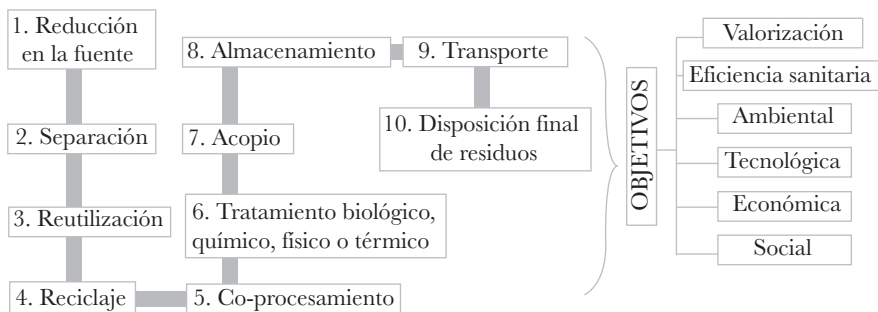 1. Reducción
en la fuente
2. Separación
3. Reutilización
4. Reciclaje
5. Co-procesamiento
6. Tratamiento biológico,
químico, físico o térmico
7. Acopio
8. Almacenamiento
9. Transporte
10. Disposición final
de residuos
OBJETIVOS
Valorización
Eficiencia sanitaria
Ambiental
Tecnológica
Económica
Social